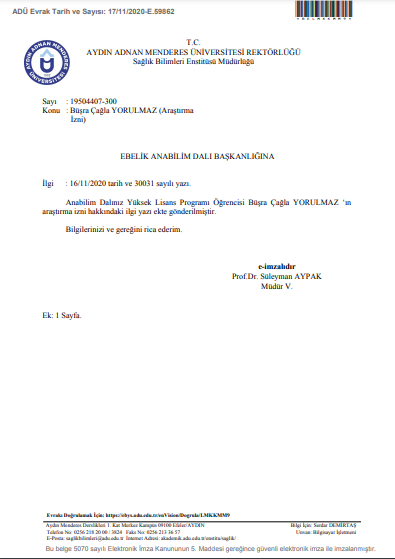 ADÜ Evrak Tarih ve Sayısı: 17/11/2020-E.59862
T.C.
AYDIN ADNAN MENDERES ÜNİVERSİTESİ REKTÖRLÜĞÜ
Sağlık Bilimleri Enstitüsü Müdürlüğü
Sayı : 19504407-300
Konu : Büşra Çağla YORULMAZ (Araştırma
İzni)
EBELİK ANABİLİM DALI BAŞKANLIĞINA
İlgi : 16/11/2020 tarih ve 30031 sayılı yazı.
Anabilim Dalınız Yüksek Lisans Programı Öğrencisi Büşra Çağla YORULMAZ 'ın
araştırma izni hakkındaki ilgi yazı ekte gönderilmiştir.
Bilgilerinizi ve gereğini rica ederim.
e-imzalıdır
Prof.Dr. Süleyman AYPAK
Müdür V.
Ek: 1 Sayfa.
Evrakı Doğrulamak İçin: https://ebys.adu.edu.tr/enVision/Dogrula/LMKKMM9
Aydın Menderes Derslikleri 1. Kat Merkez Kampüs 09100 Efeler/AYDIN
Bilgi İçin: Serdar DEMİRTAŞ
Telefon No: 0256 218 20 00 / 3824 Faks No: 0256 213 36 57
Unvan: Bilgisayar İşletmeni
E-Posta: saglikbilimleri@adu.edu.tr İnternet Adresi: akademik.adu.edu.tr/enstitu/saglik/
Bu belge 5070 sayılı Elektronik İmza Kanununun 5. Maddesi gereğince güvenli elektronik imza ile imzalanmıştır.